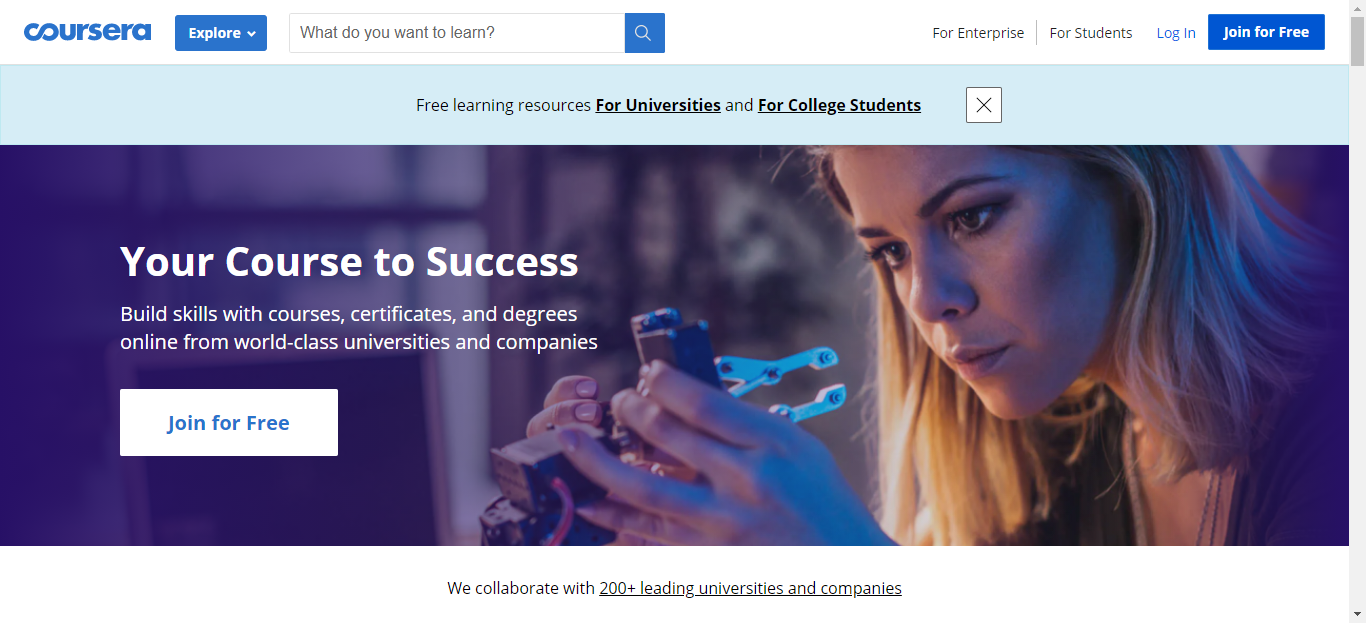 coursera
Explore
What do you want to learn?
For Enterprise
For Students
Log In
Join for Free
Free learning resources For Universities and For College Students
Your Course to Success
Build skills with courses, certificates, and degrees
online from world-class universities and companies
Join for Free
We collaborate with 200+ leading universities and companies